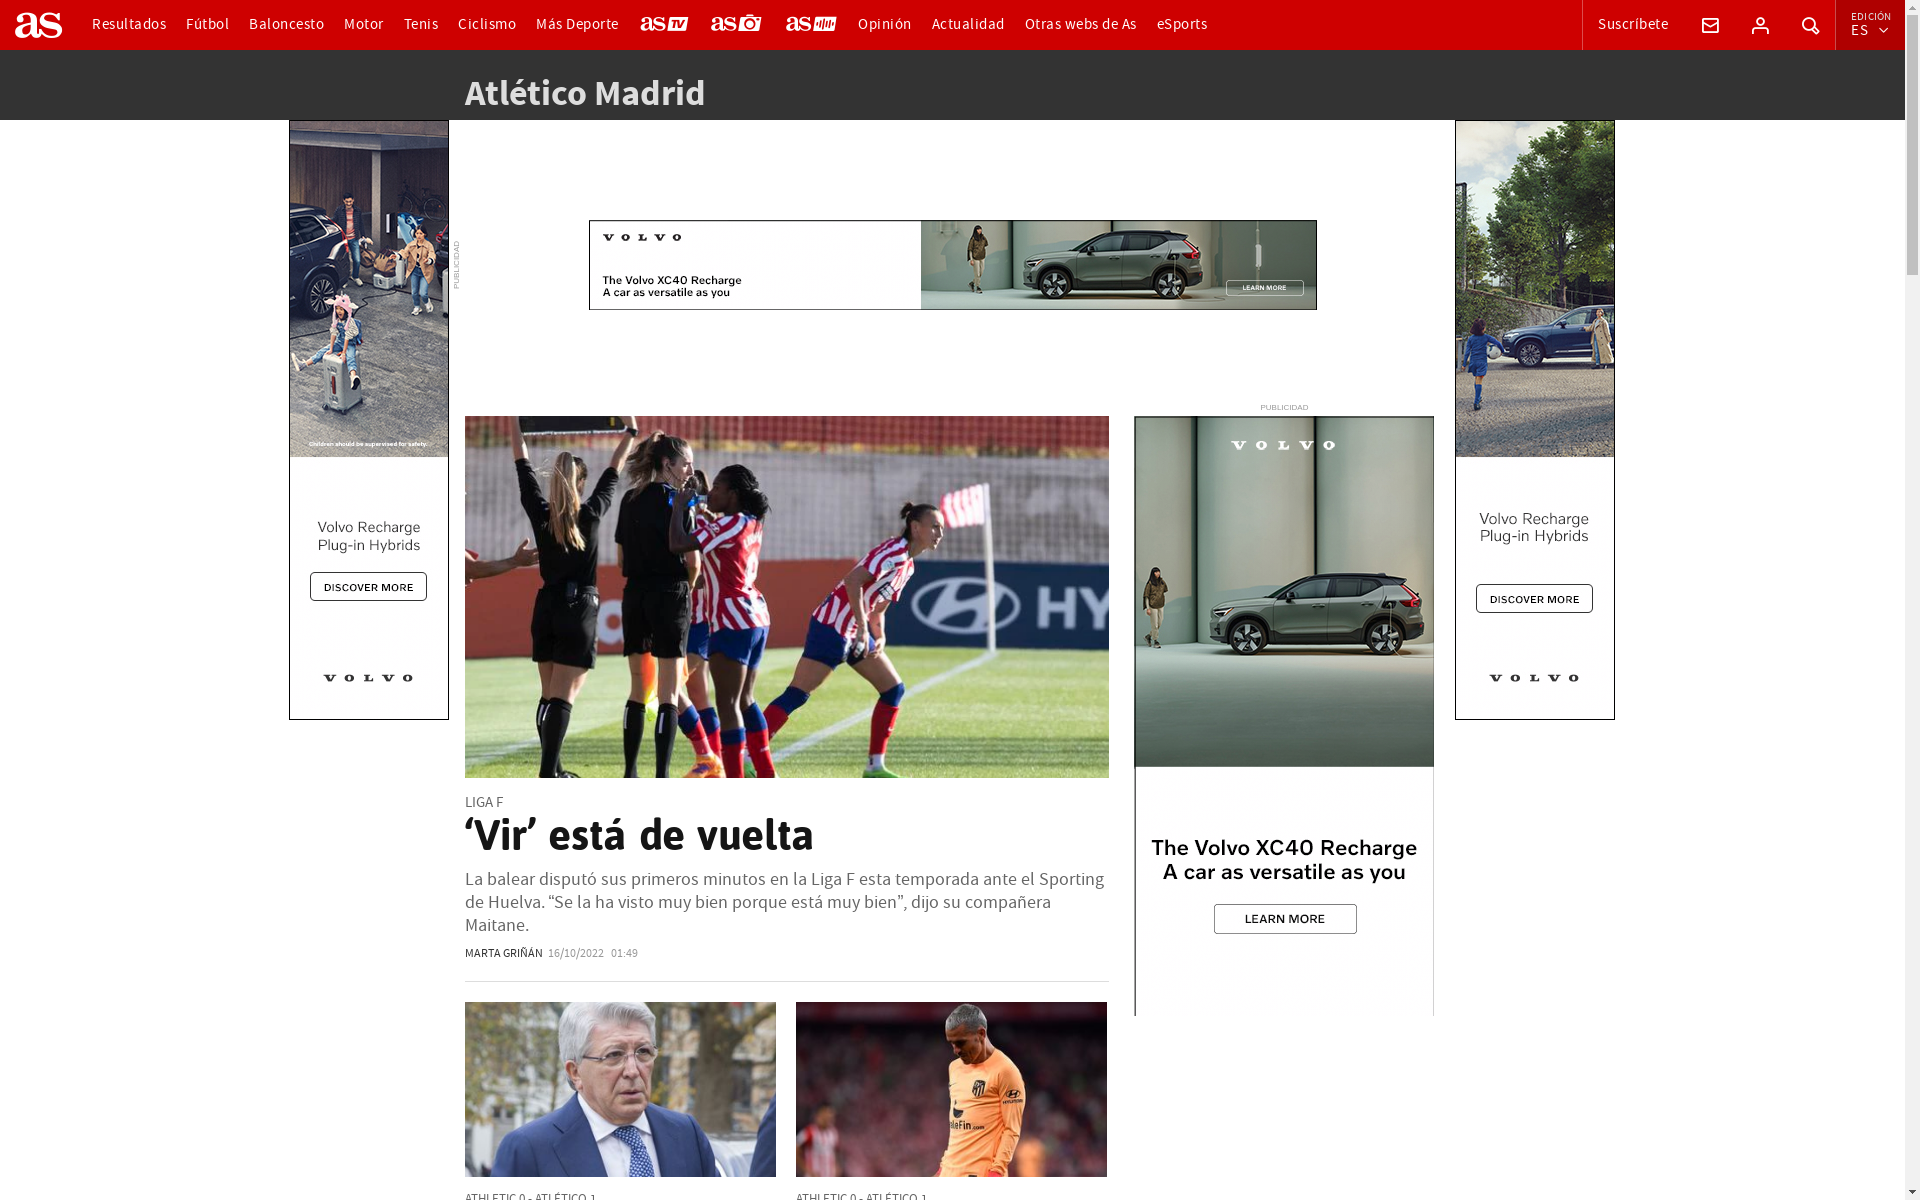 as
Resultados
Fútbol
Baloncesto
Motor
Tenis
Ciclismo
Más Deporte
as TV
as
as
Opinión
Actualidad
Otras webs de As
eSports
Suscríbete
EDICIÓN
ES
Atlético Madrid
Children should be supervised for safety.
Volvo Recharge
Plug-in Hybrids
DISCOVER MORE
VOLVO
PUBLICIDAD
VOLVO
The Volvo XC40 Recharge
A car as versatile as you
LEARN MORE
Volvo Recharge
Plug-in Hybrids
DISCOVER MORE
VOLVO
HY
LIGA F
‘Vir’ está de vuelta
La balear disputó sus primeros minutos en la Liga F esta temporada ante el Sporting
de Huelva. “Se la ha visto muy bien porque está muy bien”, dijo su compañera
Maitane.
MARTA GRIÑÁN 16/10/2022 01:49
PUBLICIDAD
VOLVO
The Volvo XC40 Recharge
A car as versatile as you
LEARN MORE
ATHLETIC 0 - ATLÉTICO 1
ATHLETIC 0 - ATLÉTICO 1